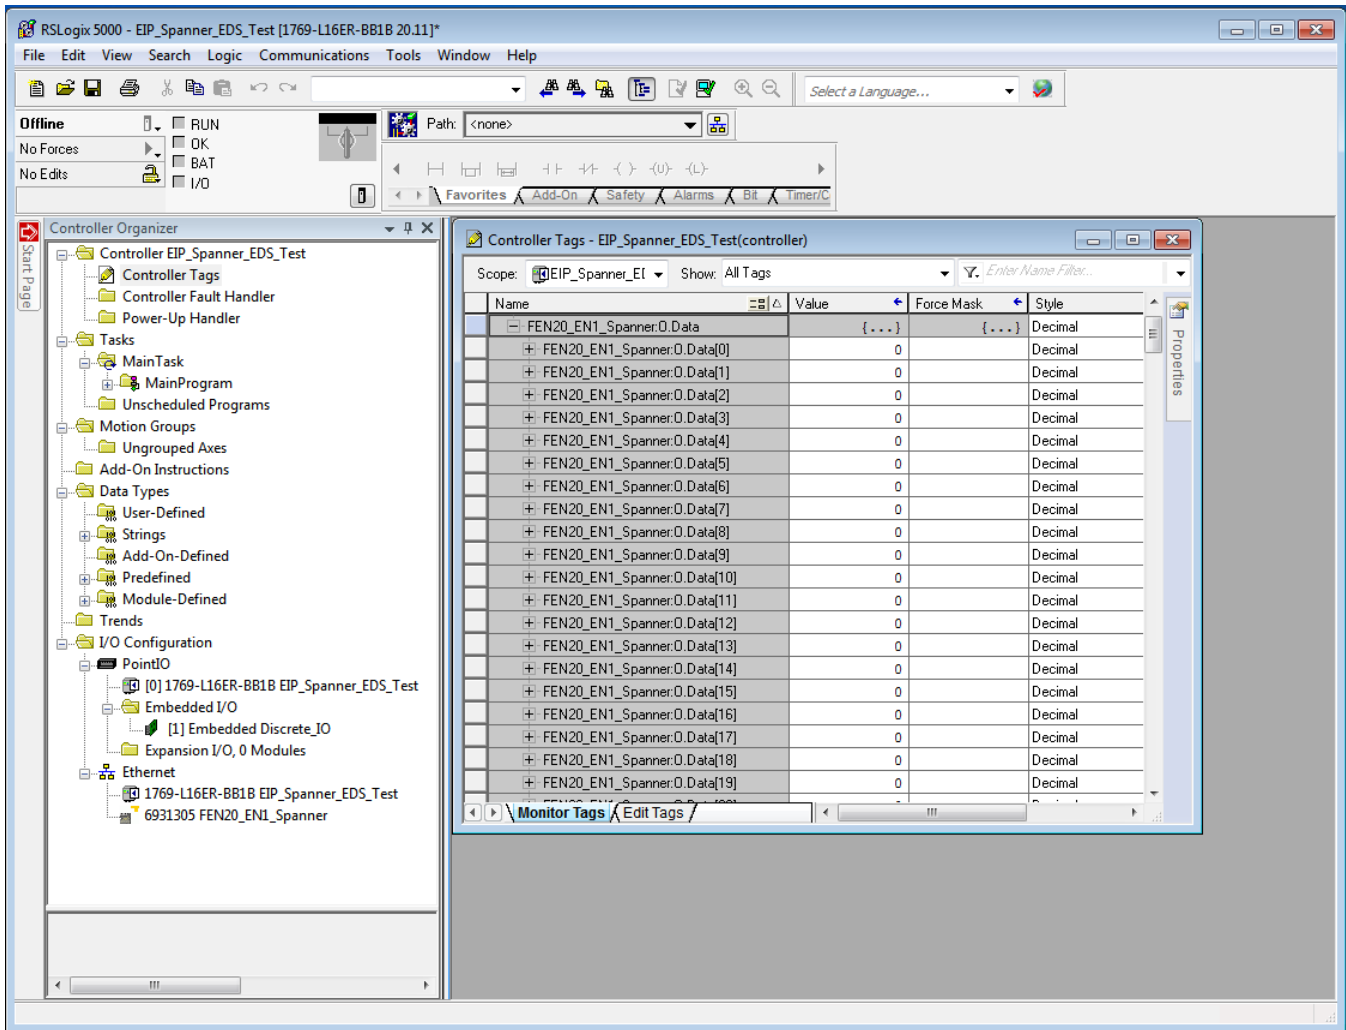 RSLogix 5000 - EIP_Spanner_EDS_Test [1769-L16ER-BB1B 20.11]*
File Edit View Search Logic Communications Tools Window Help
Select a Language...
Offline
RUN
No Forces
OK
BAT
No Edits
I/O
Path: <none>
Favorites Add-On Safety Alarms Bit Timer/C
Start Page
Controller Organizer
Controller EIP_Spanner_EDS_Test
Controller Tags
Controller Fault Handler
Power-Up Handler
Tasks
MainTask
MainProgram
Unscheduled Programs
Motion Groups
Ungrouped Axes
Add-On Instructions
Data Types
User-Defined
Strings
Add-On-Defined
Predefined
Module-Defined
Trends
I/O Configuration
PointIO
[0] 1769-L16ER-BB1B EIP_Spanner_EDS_Test
Embedded I/O
[1] Embedded Discrete_IO
Expansion I/O, 0 Modules
Ethernet
1769-L16ER-BB1B EIP_Spanner_EDS_Test
6931305 FEN20_EN1_Spanner
Controller Tags - EIP_Spanner_EDS_Test(controller)
Scope: EIP_Spanner_EI Show: All Tags Enter Name Filter...
Name Value Force Mask Style
FEN20_EN1_Spanner:O.Data {...} {...} Decimal
FEN20_EN1_Spanner:O.Data[0] 0 Decimal
FEN20_EN1_Spanner:O.Data[1] 0 Decimal
FEN20_EN1_Spanner:O.Data[2] 0 Decimal
FEN20_EN1_Spanner:O.Data[3] 0 Decimal
FEN20_EN1_Spanner:O.Data[4] 0 Decimal
FEN20_EN1_Spanner:O.Data[5] 0 Decimal
FEN20_EN1_Spanner:O.Data[6] 0 Decimal
FEN20_EN1_Spanner:O.Data[7] 0 Decimal
FEN20_EN1_Spanner:O.Data[8] 0 Decimal
FEN20_EN1_Spanner:O.Data[9] 0 Decimal
FEN20_EN1_Spanner:O.Data[10] 0 Decimal
FEN20_EN1_Spanner:O.Data[11] 0 Decimal
FEN20_EN1_Spanner:O.Data[12] 0 Decimal
FEN20_EN1_Spanner:O.Data[13] 0 Decimal
FEN20_EN1_Spanner:O.Data[14] 0 Decimal
FEN20_EN1_Spanner:O.Data[15] 0 Decimal
FEN20_EN1_Spanner:O.Data[16] 0 Decimal
FEN20_EN1_Spanner:O.Data[17] 0 Decimal
FEN20_EN1_Spanner:O.Data[18] 0 Decimal
FEN20_EN1_Spanner:O.Data[19] 0 Decimal
Monitor Tags Edit Tags
Properties